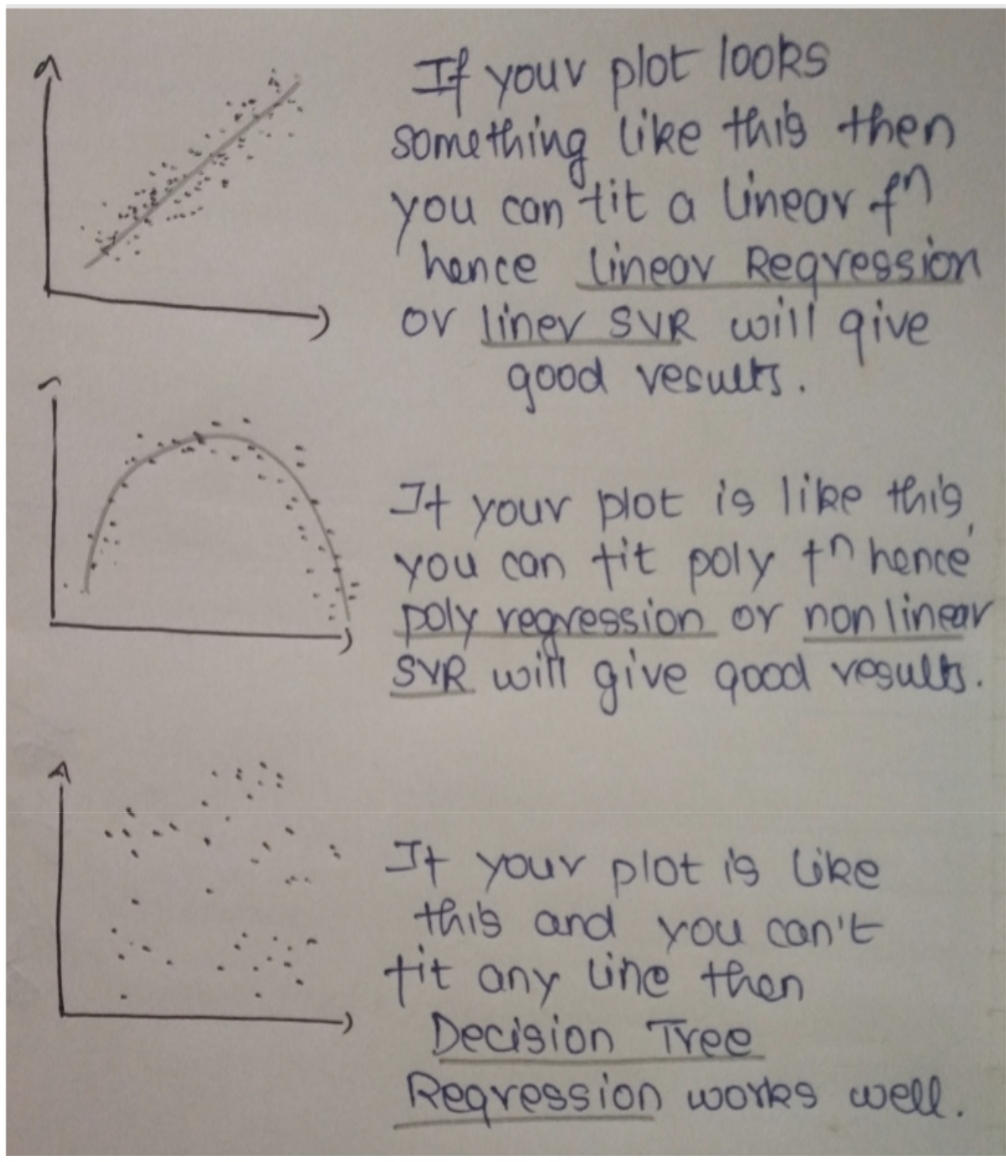 If your plot looks
something like this then
you can fit a linear fⁿ
hence Linear Regression
or liner SVR will give
good results.
If your plot is like this,
you can fit poly fⁿ hence
poly regression or non linear
SVR will give good results.
If your plot is like
this and you can't
fit any line then
Decision Tree
Regression works well.